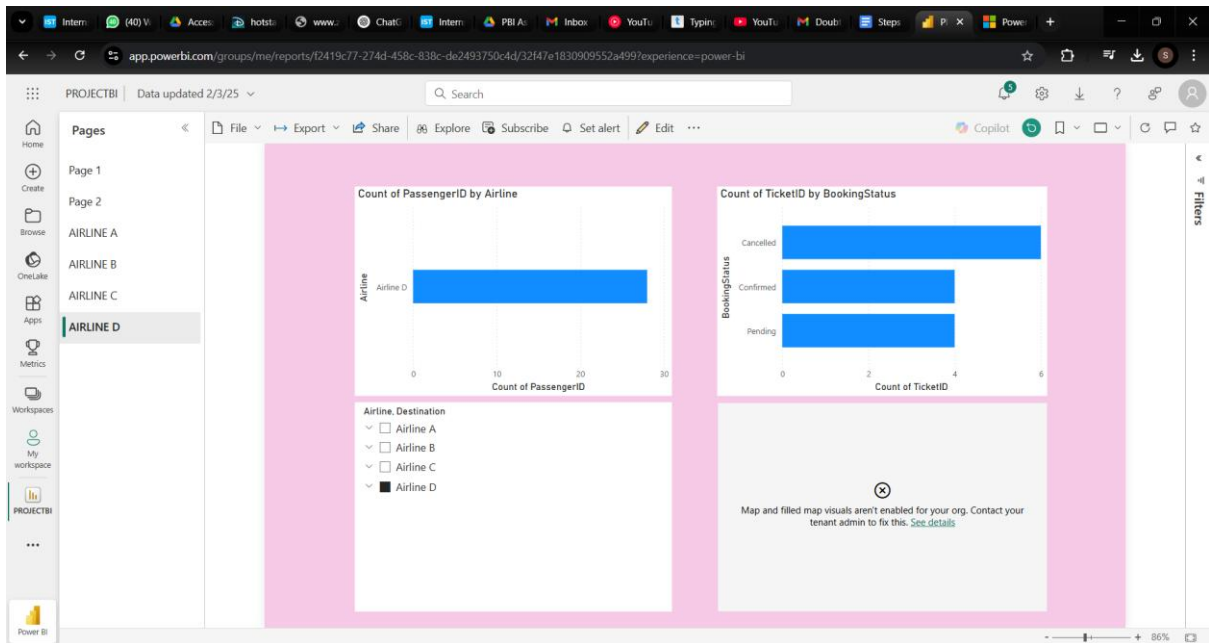 Intern
(40) W
Acces
hotsta
www.
ChatG
Intern
PBI A
Inbox
YouTu
Typing
YouTu
Doubt
Steps
Power
app.powerbi.com/groups/me/reports/f2419c77-274d-458c-838c-de2493750c4d/32f47e1830909552a499?experience=power-bi
S
PROJECTBI
Data updated 2/3/25
Search
5
Home
Create
Browse
OneLake
Apps
Metrics
Workspaces
My
workspace
PROJECTBI
Power BI
Pages
Page 1
Page 2
AIRLINE A
AIRLINE B
AIRLINE C
AIRLINE D
File
Export
Share
Explore
Subscribe
Set alert
Edit
Copilot
Filters
Count of PassengerID by Airline
Airline
Airline D
0 10 20 30
Count of PassengerID
Count of TicketID by BookingStatus
BookingStatus
Cancelled
Confirmed
Pending
0 2 4 6
Count of TicketID
Airline, Destination
Airline A
Airline B
Airline C
Airline D
Map and filled map visuals aren't enabled for your org. Contact your
tenant admin to fix this. See details
86%